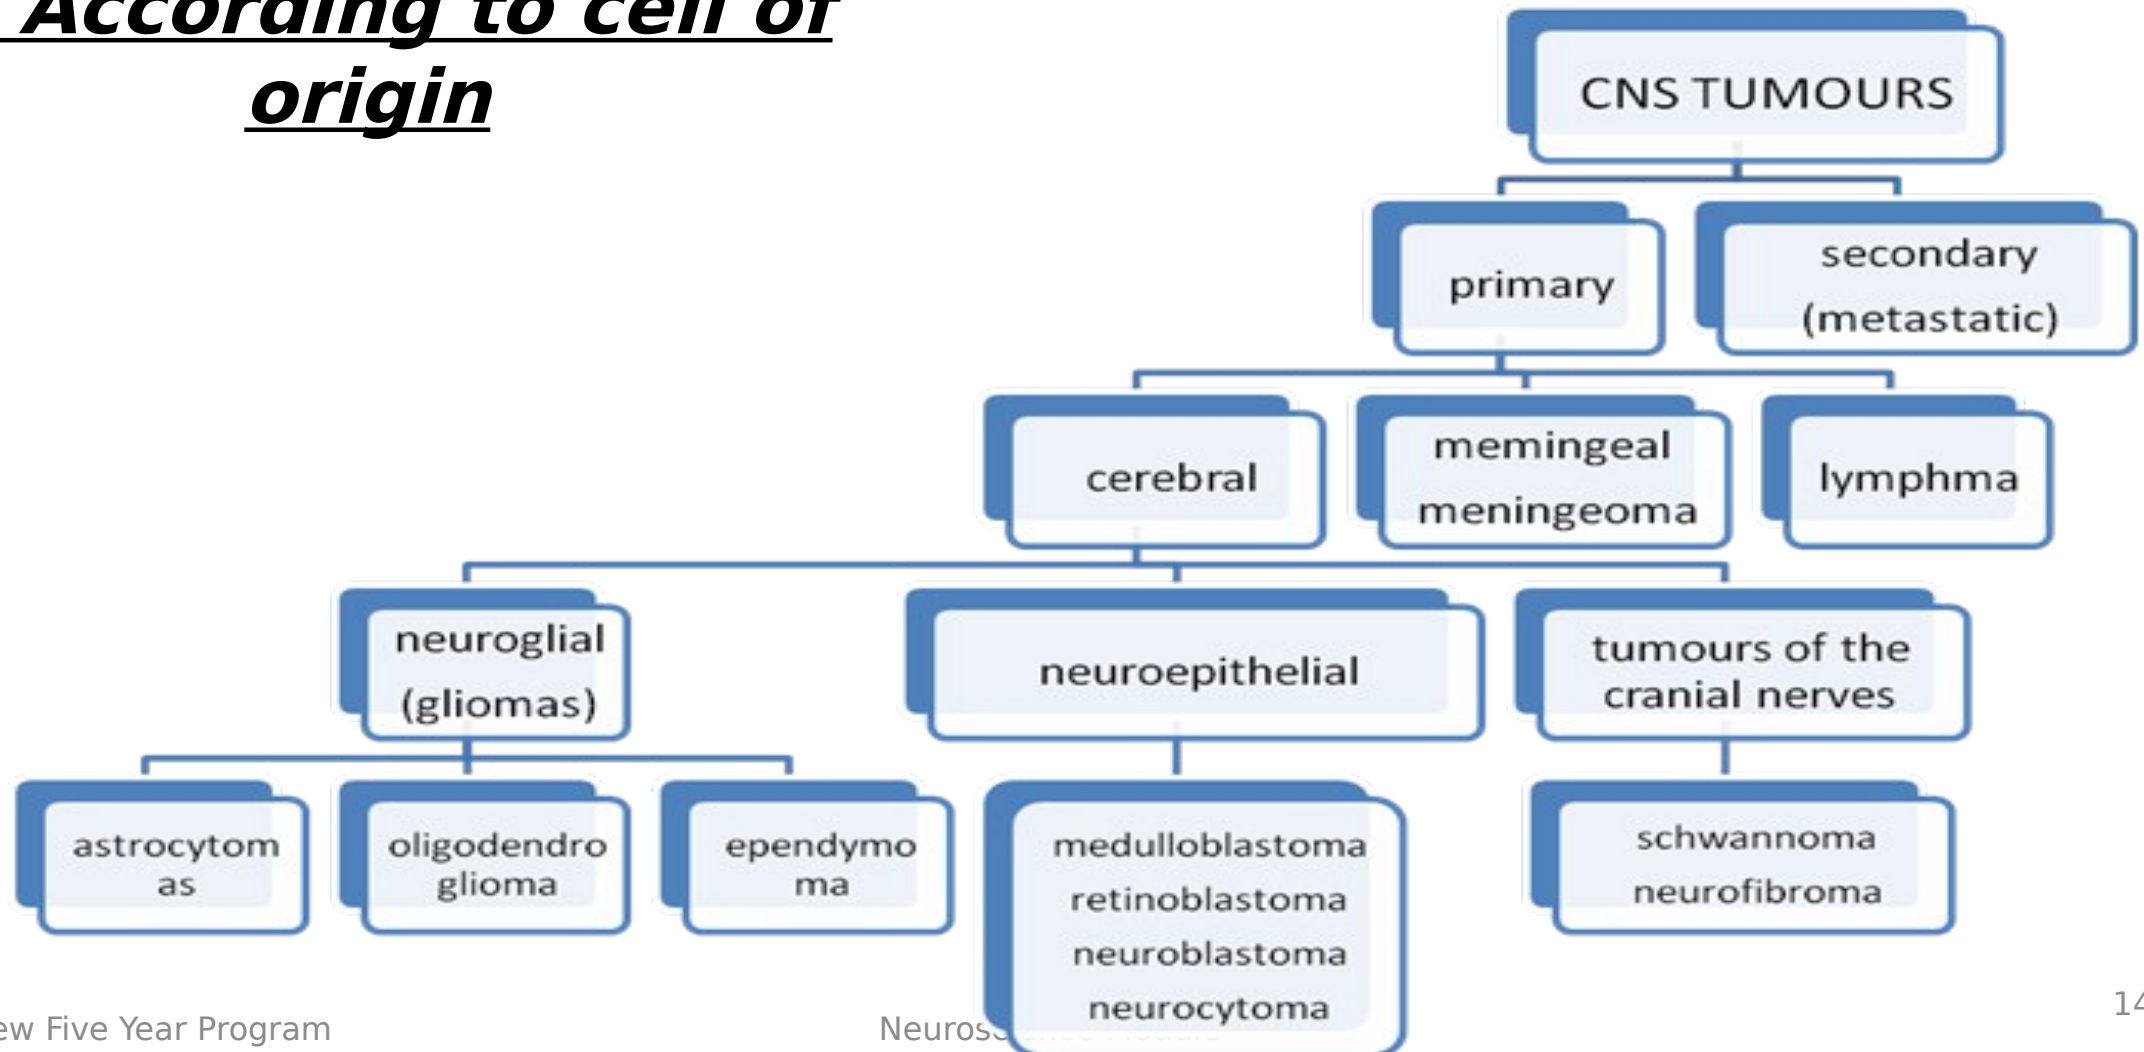 According to cell of
origin
CNS TUMOURS
primary
secondary
(metastatic)
cerebral
memingeal
meningeoma
lymphma
neuroglial
(gliomas)
neuroepithelial
tumours of the
cranial nerves
astrocytom
as
oligodendro
glioma
ependymo
ma
medulloblastoma
retinoblastoma
neuroblastoma
neurocytoma
schwannoma
neurofibroma
Five Year Program
14